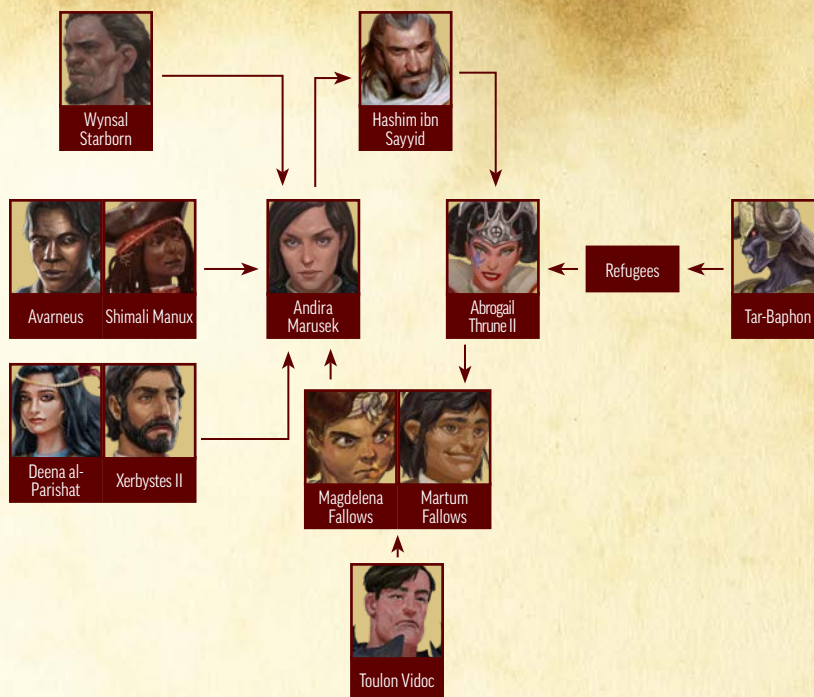 Wynsal
Starborn
Hashim ibn
Sayyid
Avarneus
Shimali Manux
Andira
Marusek
Abrogail
Thrune II
Refugees
Tar-Baphon
Deena al-
Parishat
Xerbystes II
Magdelena
Fallows
Martum
Fallows
Toulon Vidoc